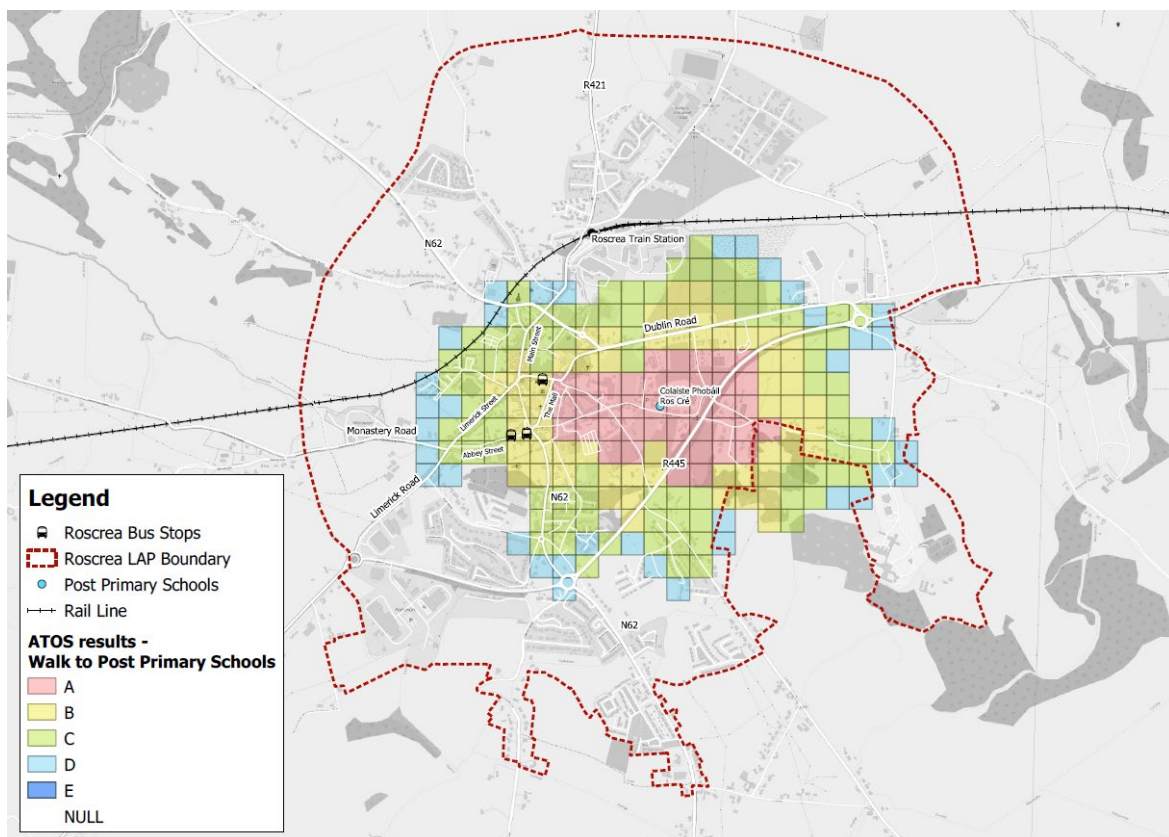 R421
N62
Roscrea Train Station
Dublin Road
Main Street
Colaiste Phobáil
Ros Cré
The Mall
Limerick Street
Monastery Road
Abbey Street
R445
Limerick Road
N62
N62
Legend
Roscrea Bus Stops
Roscrea LAP Boundary
Post Primary Schools
Rail Line
ATOS results -
Walk to Post Primary Schools
A
B
C
D
E
NULL